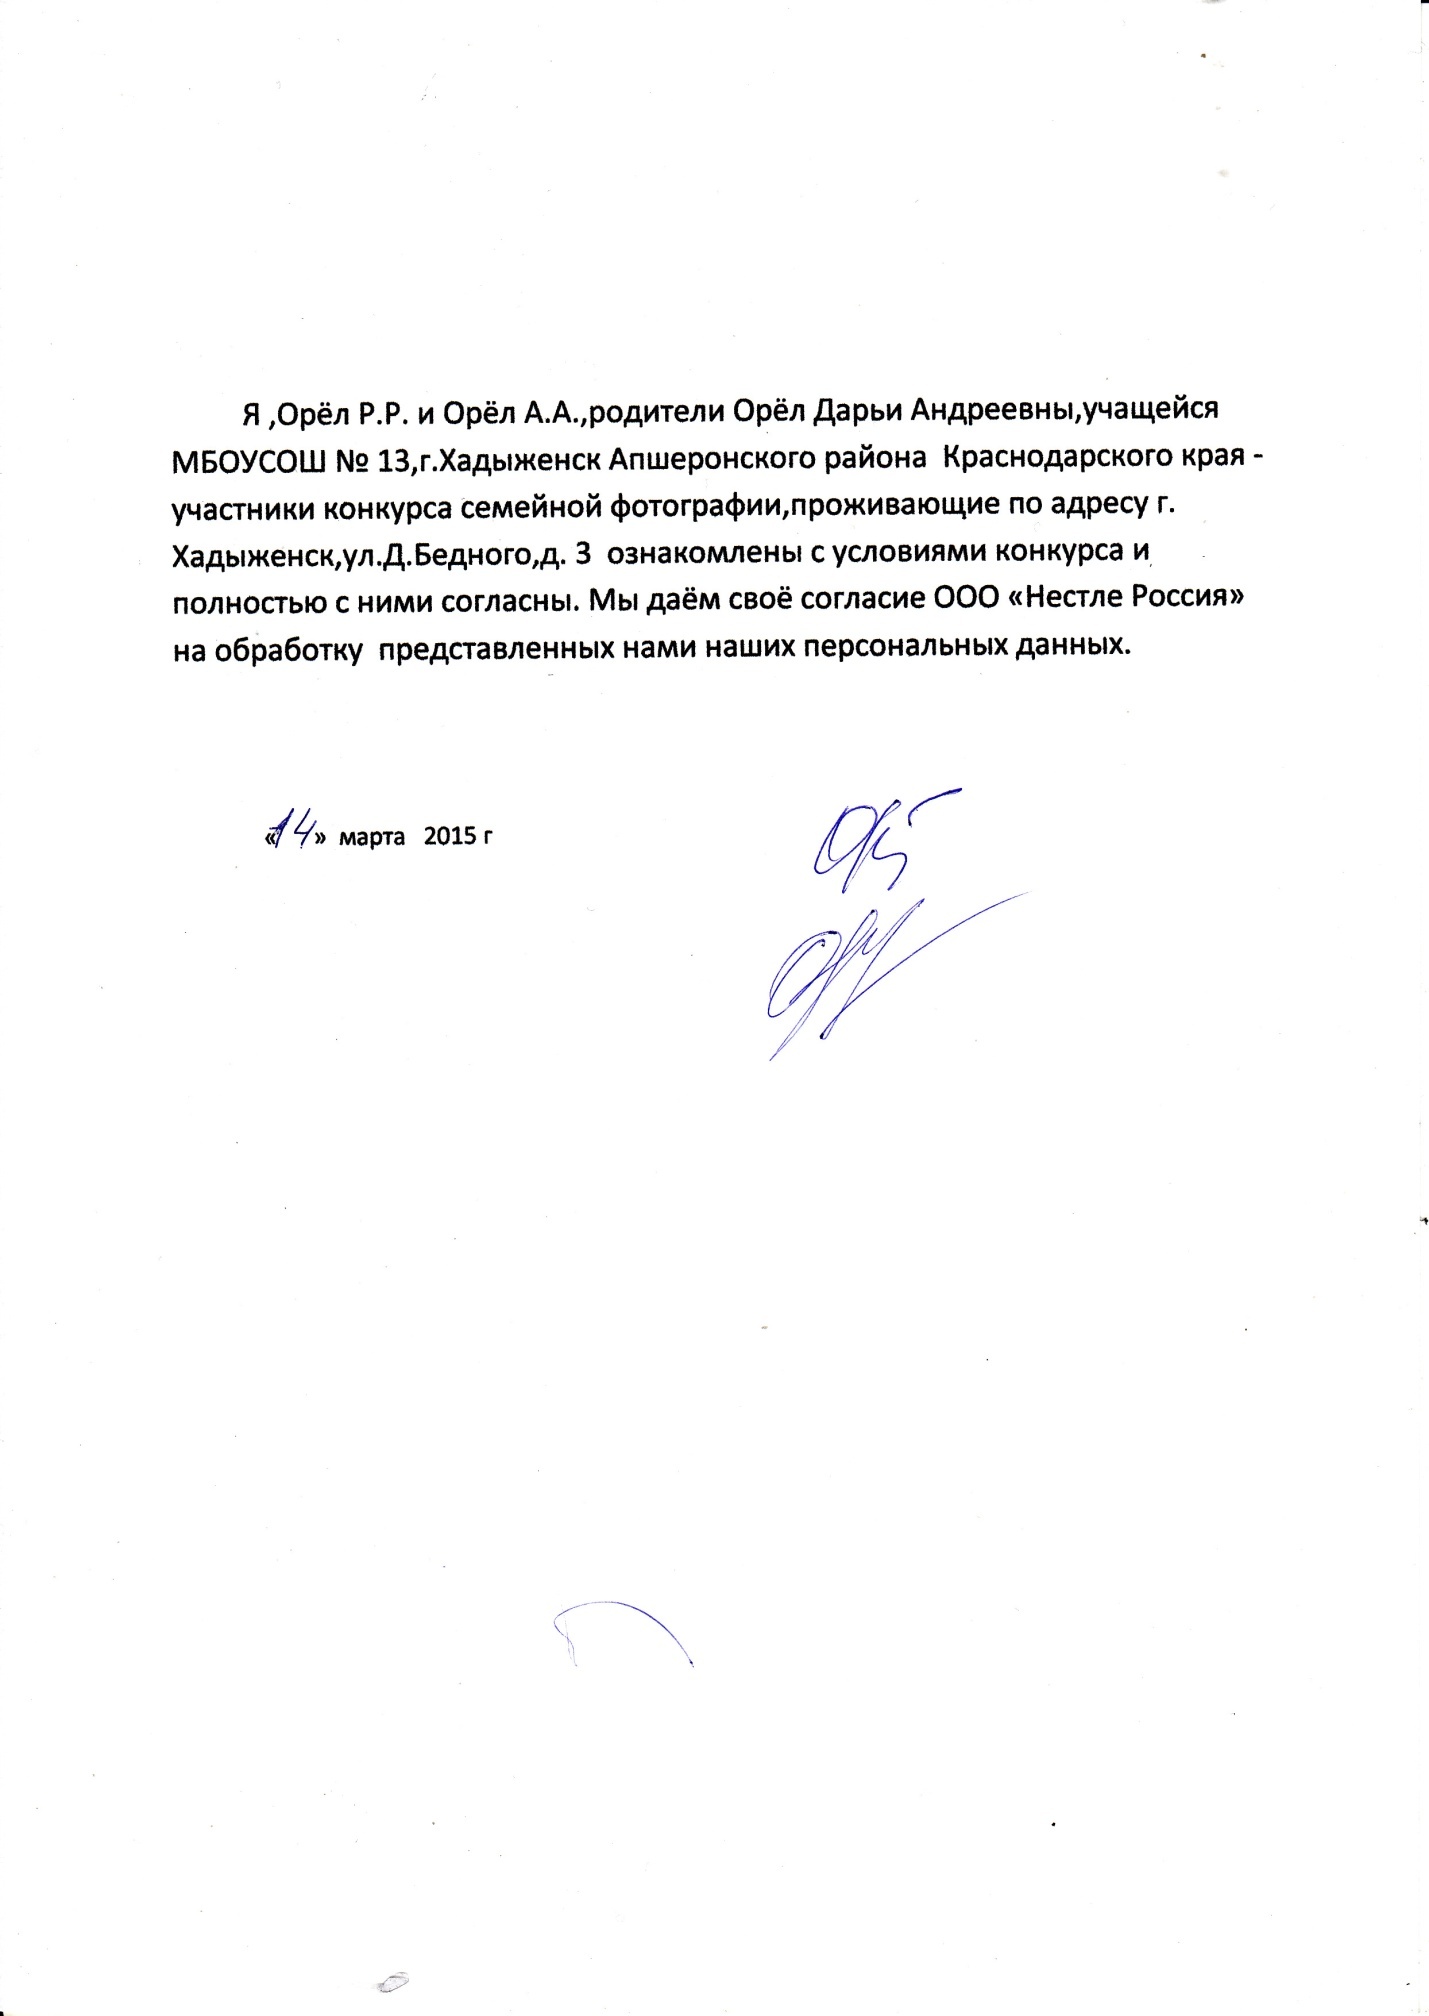 Я ,Орёл Р.Р. и Орёл А.А.,родители Орёл Дарьи Андреевны,учащейся
МБОУСОШ № 13,г.Хадыженск Апшеронского района  Краснодарского края -
участники конкурса семейной фотографии,проживающие по адресу г.
Хадыженск,ул.Д.Бедного,д. 3  ознакомлены с условиями конкурса и
полностью с ними согласны. Мы даём своё согласие ООО «Нестле Россия»
на обработку  представленных нами наших персональных данных.
«14»  марта  2015 г